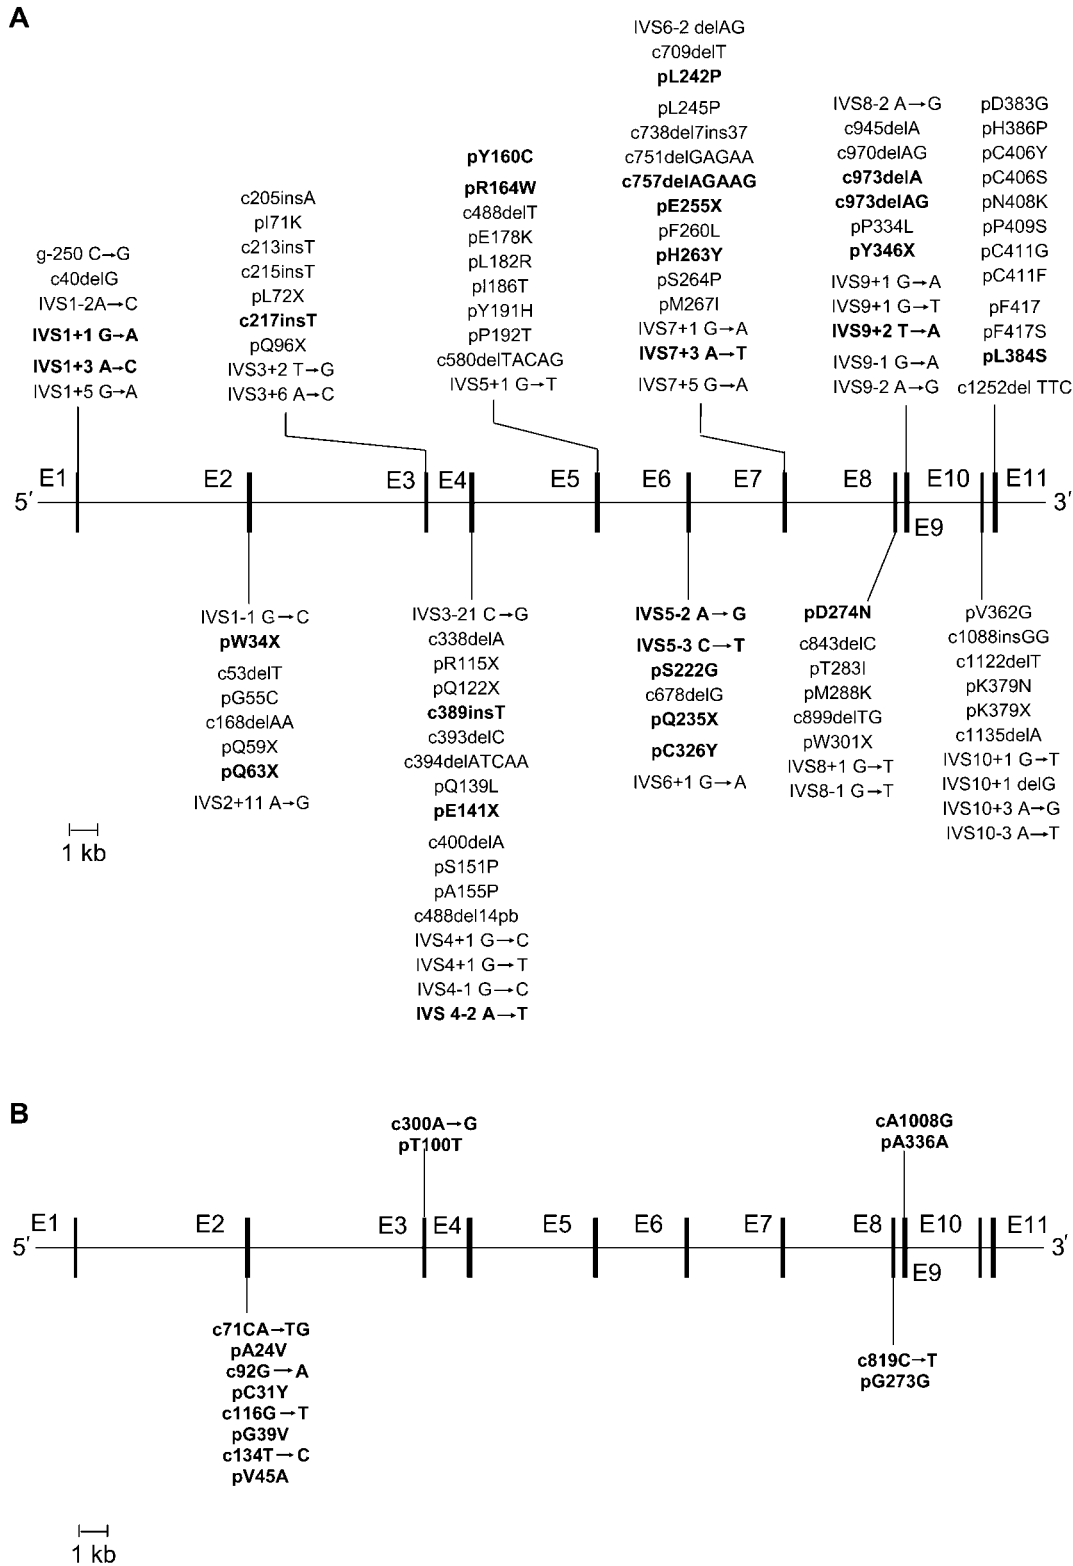 A
g-250 C→G
c40delG
IVS1-2A→C
IVS1+1 G→A
IVS1+3 A→C
IVS1+5 G→A
c205insA
pI71K
c213insT
c215insT
pL72X
c217insT
pQ96X
IVS3+2 T→G
IVS3+6 A→C
pY160C
pR164W
c488delT
pE178K
pL182R
pI186T
pY191H
pP192T
c580delTACAG
IVS5+1 G→T
IVS6-2 delAG
c709delT
pL242P
pL245P
c738del7ins37
c751delGAGAA
c757delAGAAG
pE255X
pF260L
pH263Y
pS264P
pM267I
IVS7+1 G→A
IVS7+3 A→T
IVS7+5 G→A
IVS8-2 A→G
c945delA
c970delAG
c973delA
c973delAG
pP334L
pY346X
IVS9+1 G→A
IVS9+1 G→T
IVS9+2 T→A
IVS9-1 G→A
IVS9-2 A→G
pD383G
pH386P
pC406Y
pC406S
pN408K
pP409S
pC411G
pC411F
pF417
pF417S
pL384S
c1252del TTC
5′ E1 E2 E3 E4 E5 E6 E7 E8 E9 E10 E11 3′
IVS1-1 G→C
pW34X
c53delT
pG55C
c168delAA
pQ59X
pQ63X
IVS2+11 A→G
IVS3-21 C→G
c338delA
pR115X
pQ122X
c389insT
c393delC
c394delATCAA
pQ139L
pE141X
c400delA
pS151P
pA155P
c488del14pb
IVS4+1 G→C
IVS4+1 G→T
IVS4-1 G→C
IVS 4-2 A→T
IVS5-2 A→G
IVS5-3 C→T
pS222G
c678delG
pQ235X
pC326Y
IVS6+1 G→A
pD274N
c843delC
pT283I
pM288K
c899delTG
pW301X
IVS8+1 G→T
IVS8-1 G→T
pV362G
c1088insGG
c1122delT
pK379N
pK379X
c1135delA
IVS10+1 G→T
IVS10+1 delG
IVS10+3 A→G
IVS10-3 A→T
1 kb
B
c300A→G
pT100T
cA1008G
pA336A
5′ E1 E2 E3 E4 E5 E6 E7 E8 E9 E10 E11 3′
c71CA→TG
pA24V
c92G→A
pC31Y
c116G→T
pG39V
c134T→C
pV45A
c819C→T
pG273G
1 kb